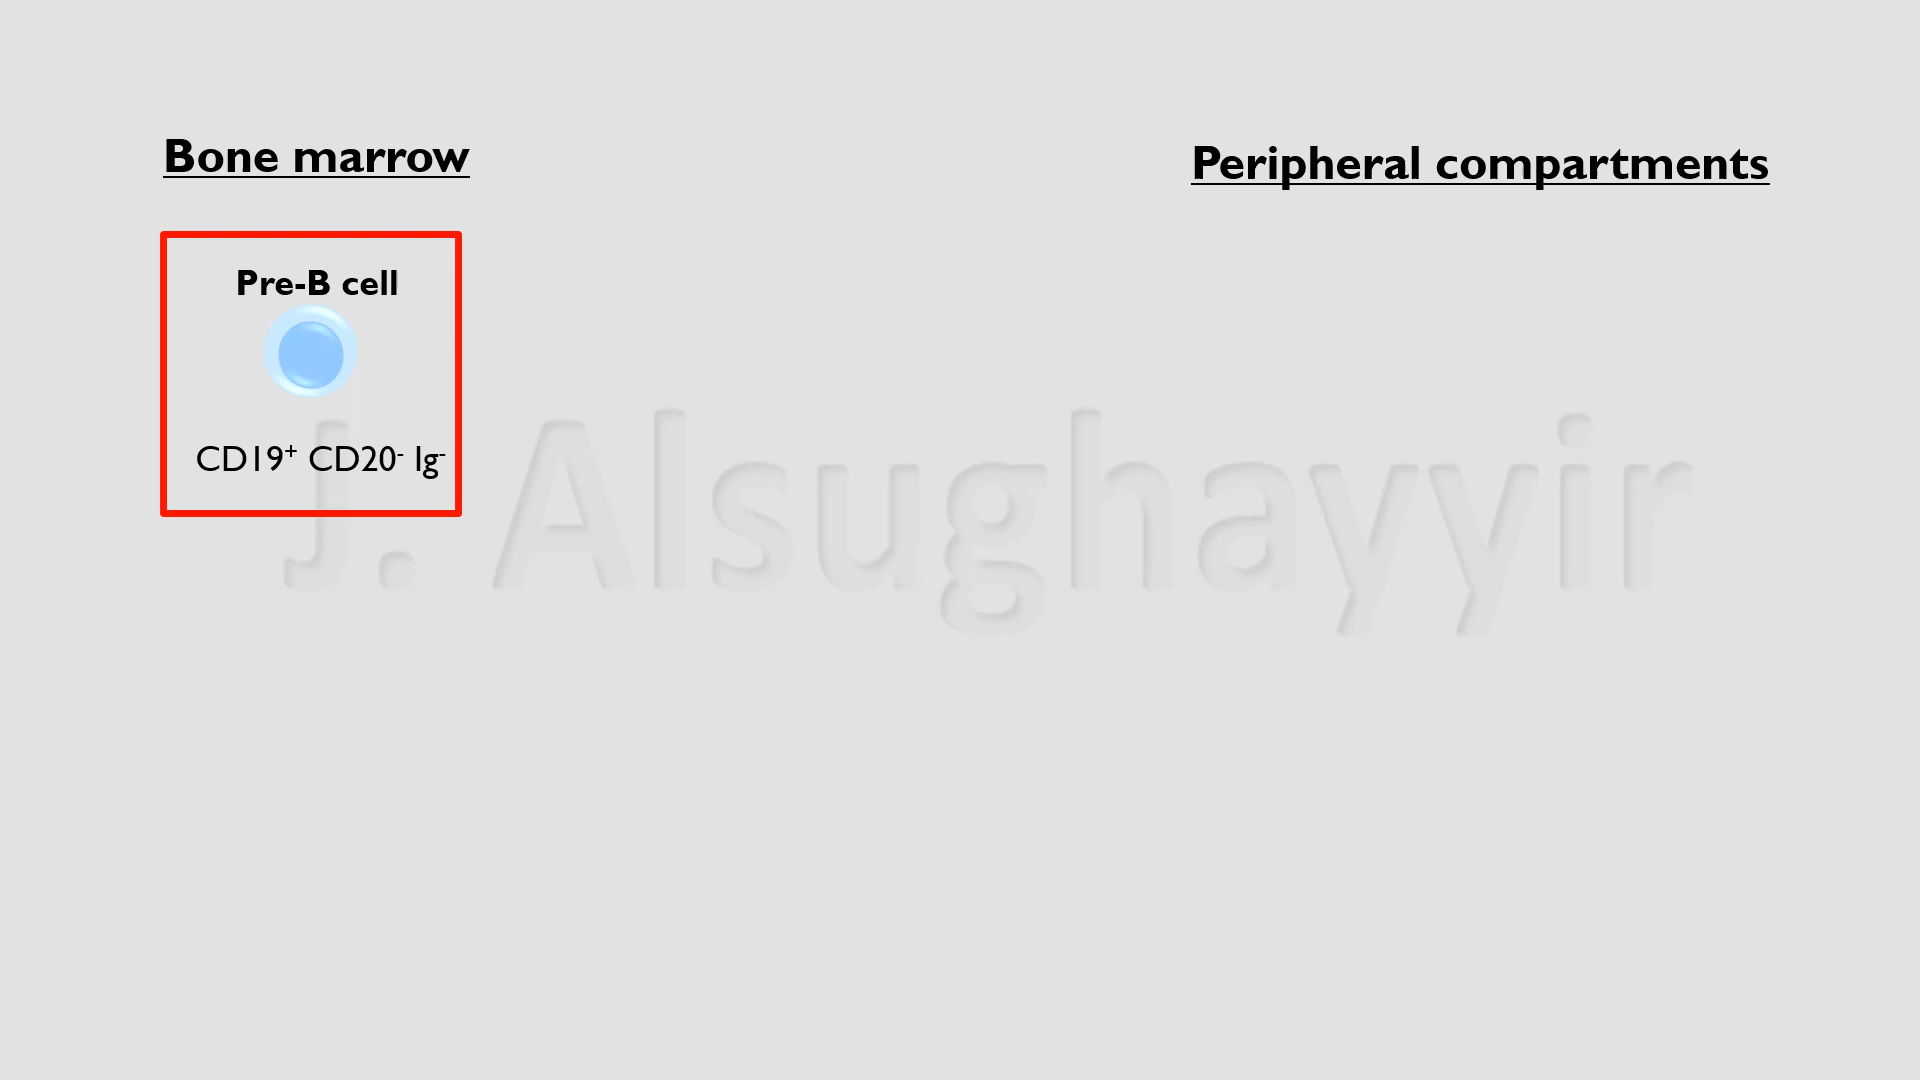 Bone marrow
Peripheral compartments
Pre-B cell
CD19⁺ CD20⁻ Ig⁻
J. Alsughayyir